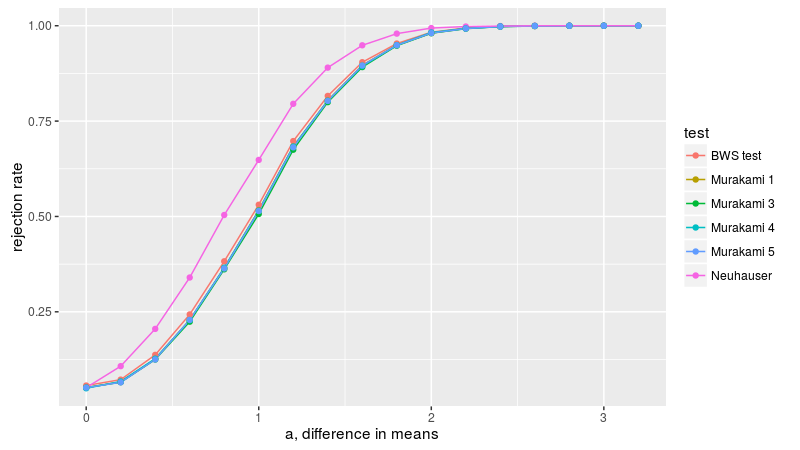 1.00
0.75
0.50
0.25
rejection rate
0
1
2
3
a, difference in means
test
BWS test
Murakami 1
Murakami 3
Murakami 4
Murakami 5
Neuhauser